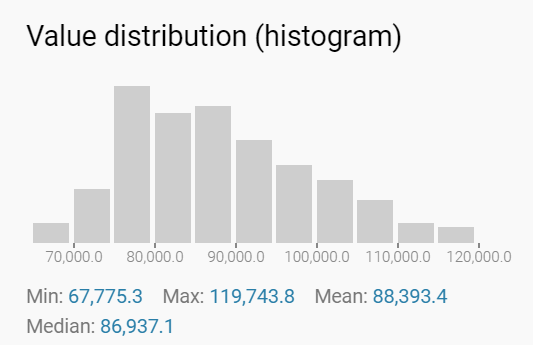 Value distribution (histogram)
70,000.0 80,000.0 90,000.0 100,000.0 110,000.0 120,000.0
Min: 67,775.3 Max: 119,743.8 Mean: 88,393.4
Median: 86,937.1